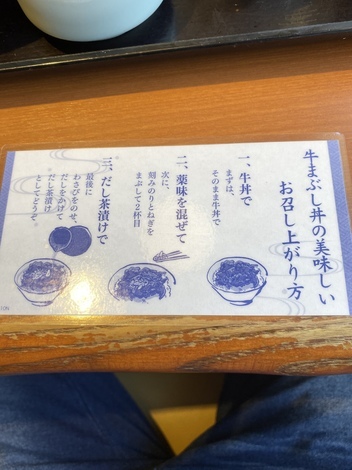 牛まぶし丼の美味しい
お召し上がり方
一、牛丼で
まずは、
そのまま牛丼で
二、薬味を混ぜて
次に、
刻みのりとねぎを
まぶして2杯目
三、だし茶漬けで
最後に
わさびをのせ、
だしをかけて
だし茶漬け
としてどうぞ。